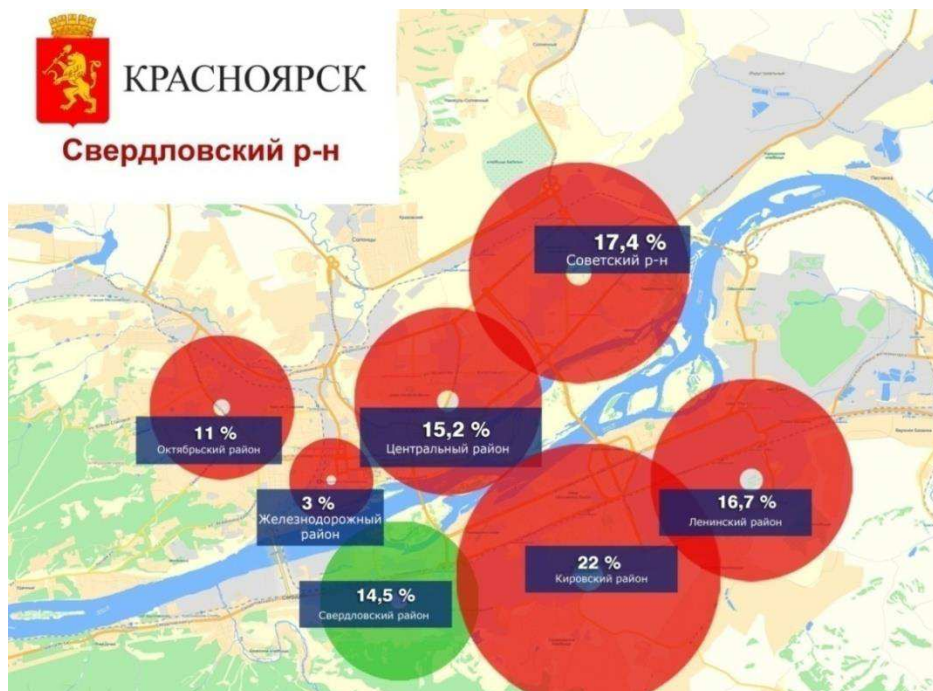 КРАСНОЯРСК
Свердловский р-н
17,4 %
Советский р-н
15,2 %
Центральный район
11 %
Октябрьский район
3 %
Железнодорожный
район
16,7 %
Ленинский район
22 %
Кировский район
14,5 %
Свердловский район